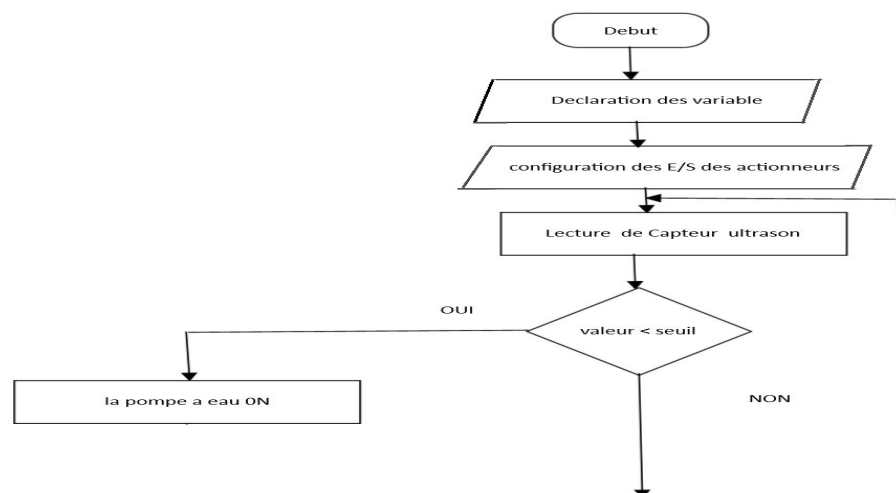 Debut
Declaration des variable
configuration des E/S des actionneurs
Lecture de Capteur ultrason
OUI
valeur < seuil
la pompe a eau 0N
NON